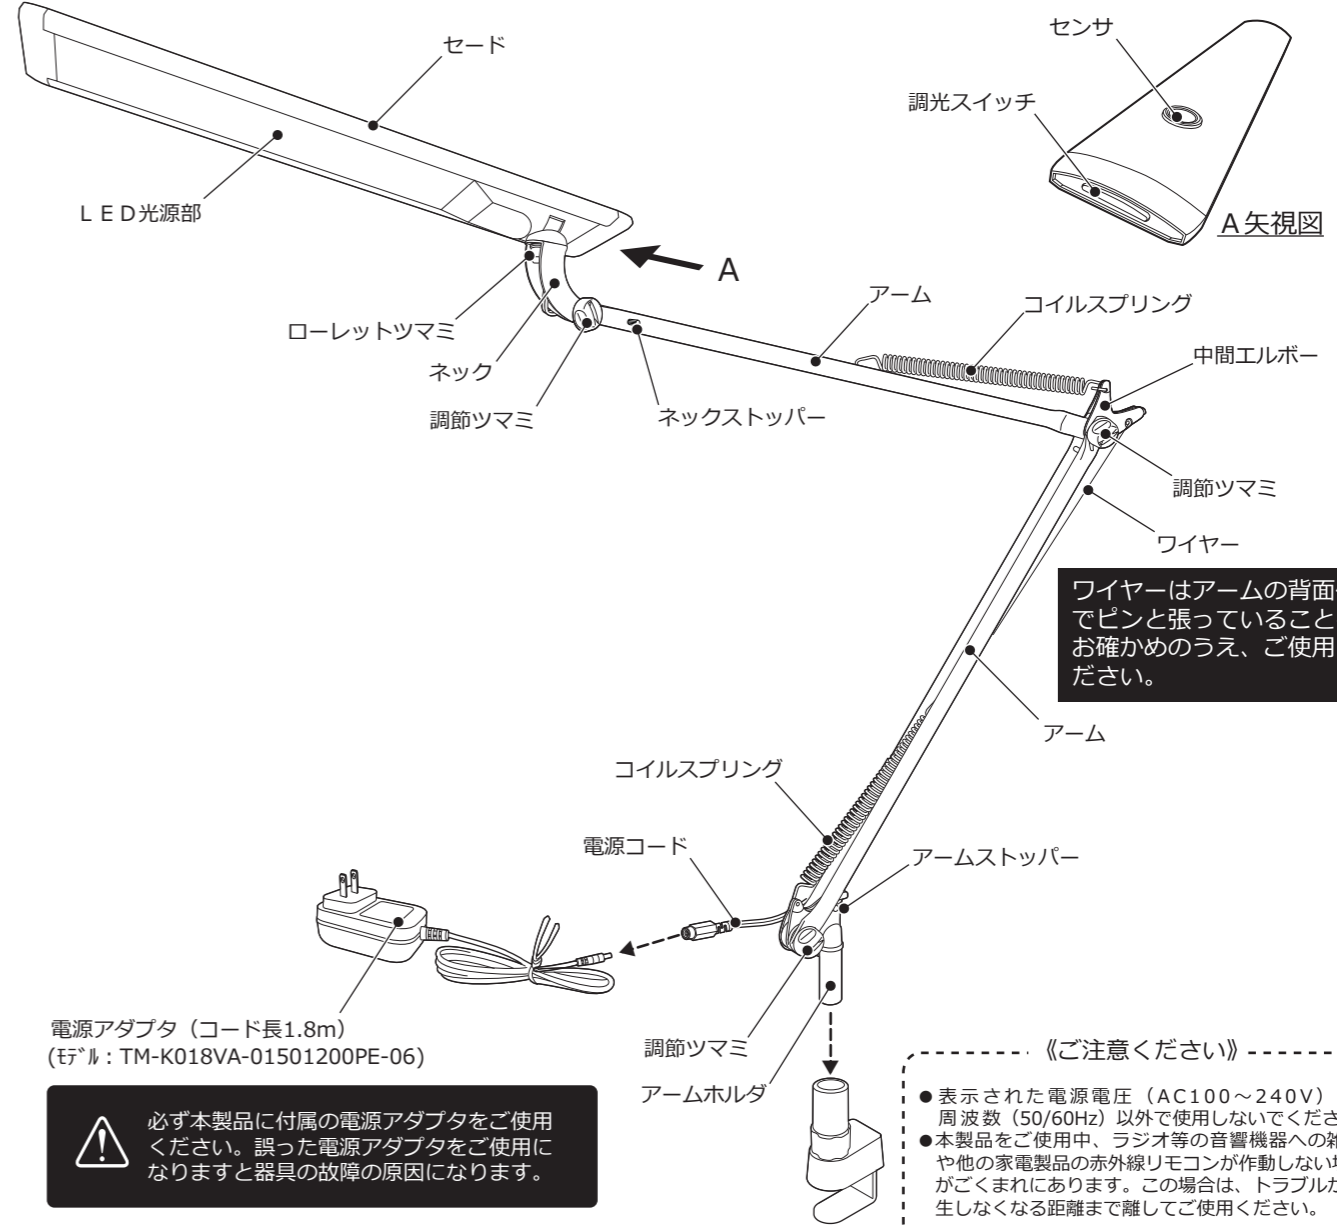 セード
センサ
調光スイッチ
LED光源部
A矢視図
A
アーム
コイルスプリング
ローレットツマミ
中間エルボー
ネック
調節ツマミ
ネックストッパー
調節ツマミ
ワイヤー
ワイヤーはアームの背面
でピンと張っていること
お確かめのうえ、ご使用
ださい。
アーム
コイルスプリング
電源コード
アームストッパー
電源アダプタ（コード長1.8m）
(ﾓﾃﾞﾙ：TM-K018VA-01501200PE-06)
調節ツマミ
アームホルダ
必ず本製品に付属の電源アダプタをご使用
ください。誤った電源アダプタをご使用に
なりますと器具の故障の原因になります。
《ご注意ください》
●表示された電源電圧（AC100～240V）
周波数（50/60Hz）以外で使用しないでくださ
●本製品をご使用中、ラジオ等の音響機器への雑
や他の家電製品の赤外線リモコンが作動しない場
がごくまれにあります。この場合は、トラブルが
生しなくなる距離まで離してご使用ください。